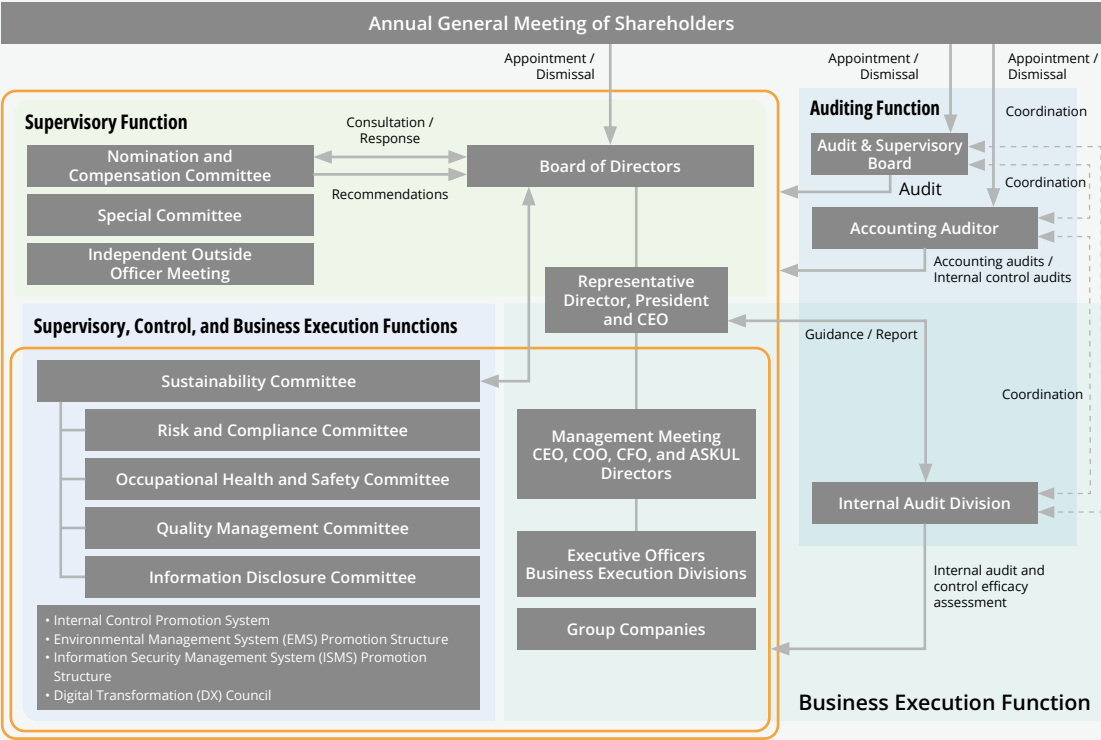 Annual General Meeting of Shareholders
Appointment /
Dismissal
Appointment /
Dismissal
Appointment /
Dismissal
Supervisory Function
Consultation /
Response
Nomination and
Compensation Committee
Board of Directors
Recommendations
Special Committee
Independent Outside
Officer Meeting
Auditing Function
Coordination
Audit & Supervisory
Board
Audit
Coordination
Accounting Auditor
Accounting audits /
Internal control audits
Representative
Director, President
and CEO
Guidance / Report
Supervisory, Control, and Business Execution Functions
Sustainability Committee
Risk and Compliance Committee
Occupational Health and Safety Committee
Quality Management Committee
Information Disclosure Committee
• Internal Control Promotion System
• Environmental Management System (EMS) Promotion Structure
• Information Security Management System (ISMS) Promotion
Structure
• Digital Transformation (DX) Council
Management Meeting
CEO, COO, CFO, and ASKUL
Directors
Executive Officers
Business Execution Divisions
Group Companies
Coordination
Internal Audit Division
Internal audit and
control efficacy
assessment
Business Execution Function